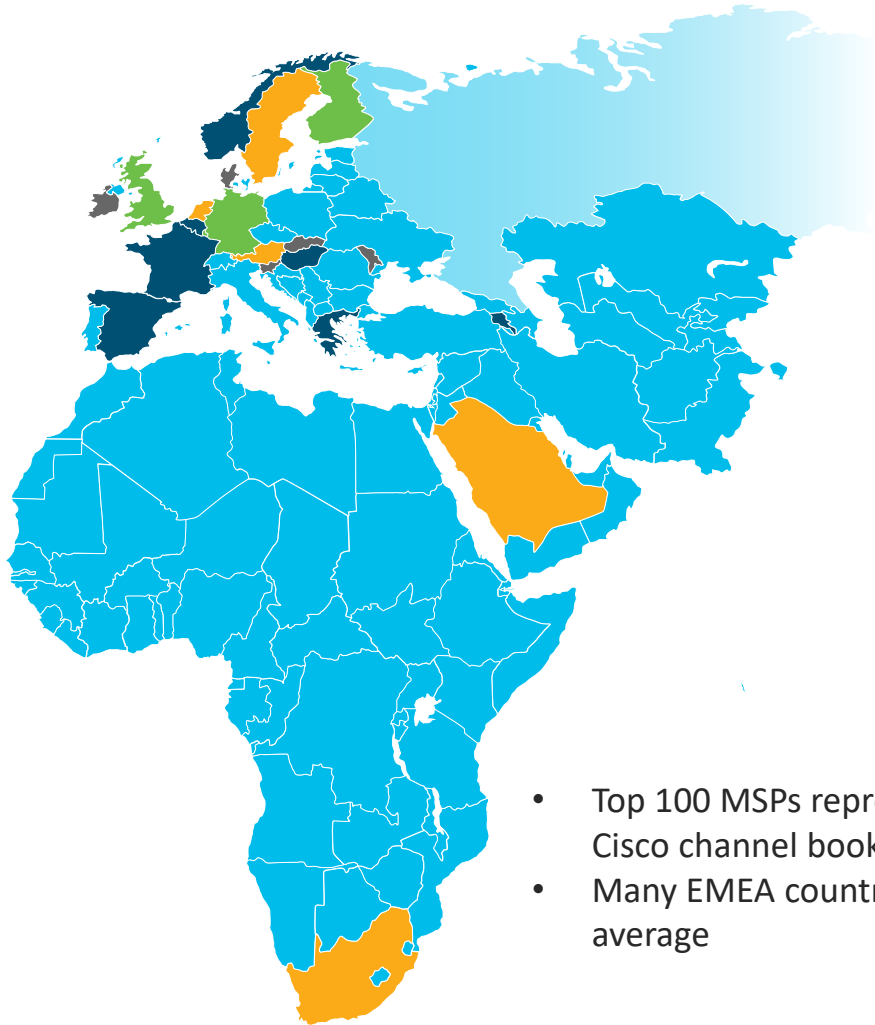 • Top 100 MSPs repr
Cisco channel book
• Many EMEA countr
average